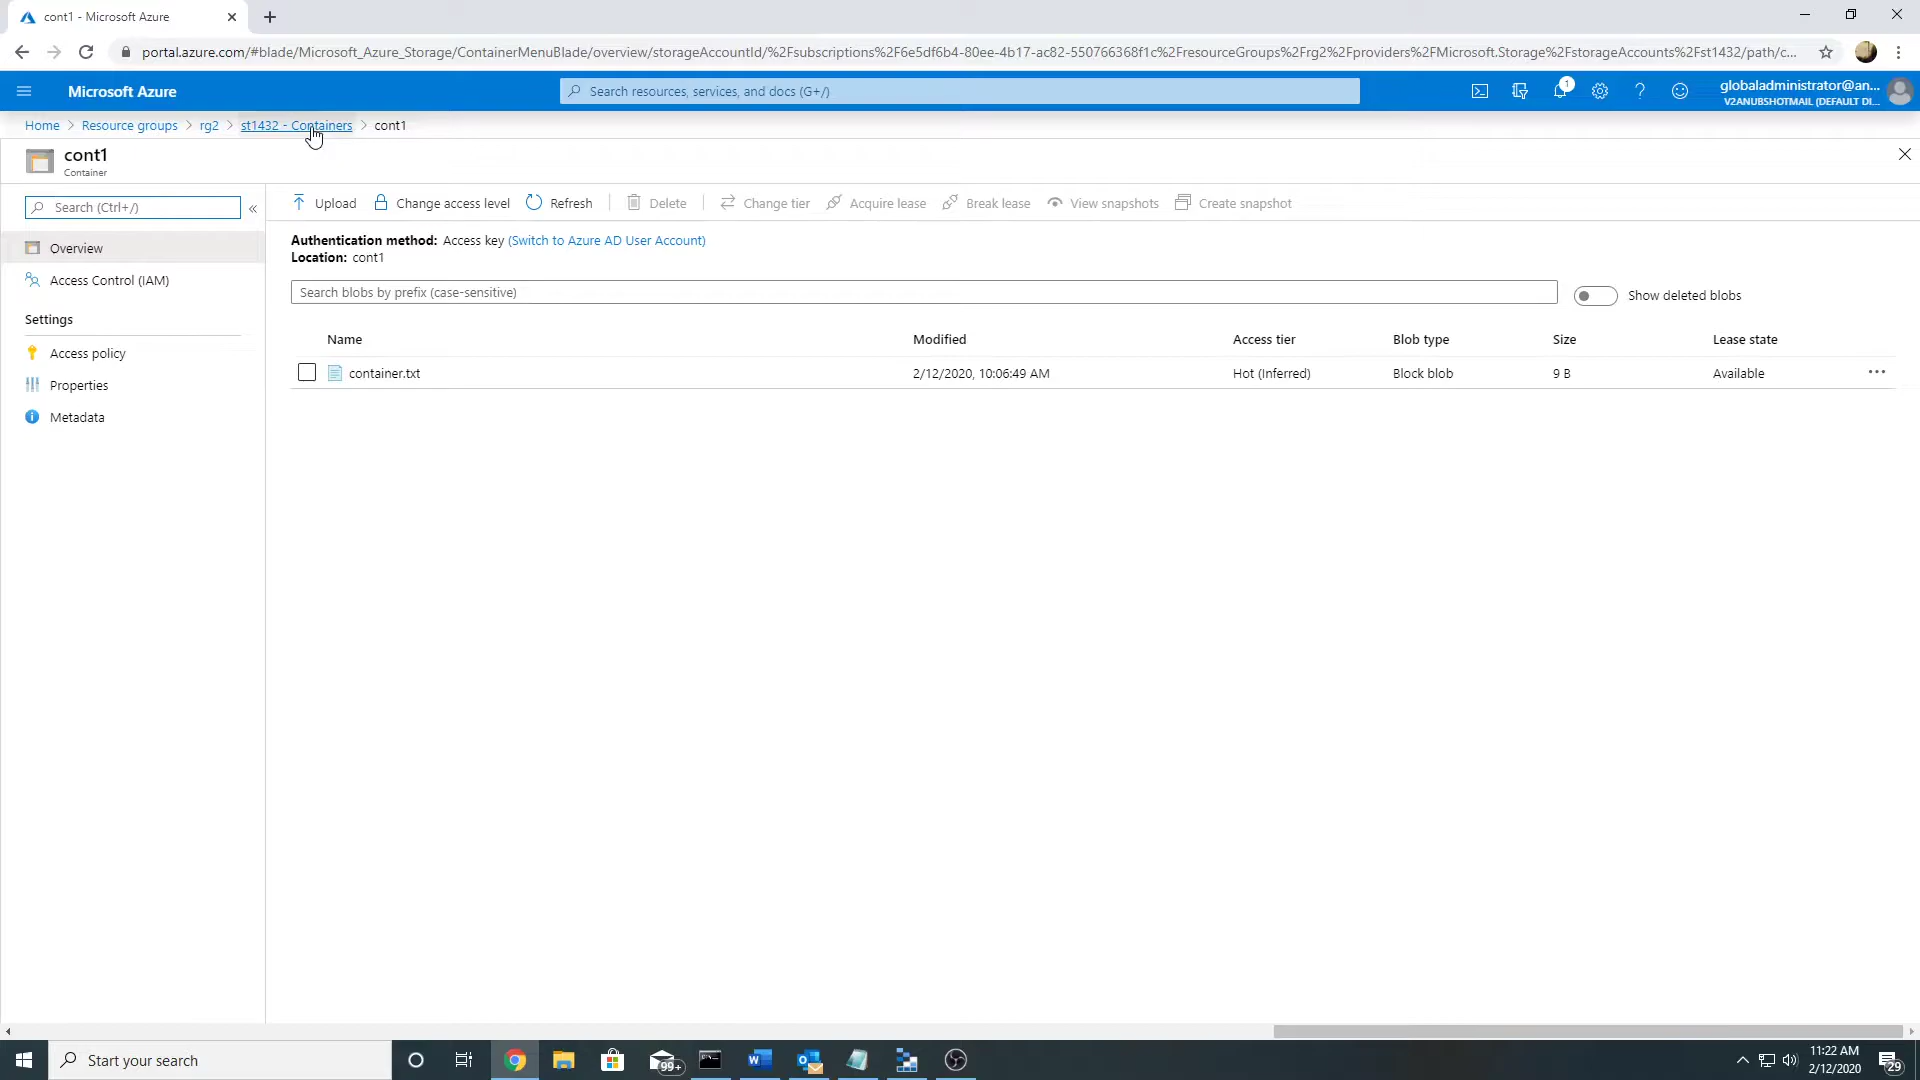 cont1 - Microsoft Azure
portal.azure.com/#blade/Microsoft_Azure_Storage/ContainerMenuBlade/overview/storageAccountId/%2Fsubscriptions%2F6e5df6b4-80ee-4b17-ac82-550766368f1c%2FresourceGroups%2Frg2%2Fproviders%2FMicrosoft.Storage%2FstorageAccounts%2Fst1432/path/c...
Microsoft Azure
Search resources, services, and docs (G+/)
1
globaladministrator@an...
V2ANUBSHOTMAIL (DEFAULT DI...
Home > Resource groups > rg2 > st1432 - Containers > cont1
cont1
Container
Search (Ctrl+/)
«
Upload
Change access level
Refresh
Delete
Change tier
Acquire lease
Break lease
View snapshots
Create snapshot
Overview
Access Control (IAM)
Settings
Access policy
Properties
Metadata
Authentication method: Access key (Switch to Azure AD User Account)
Location: cont1
Search blobs by prefix (case-sensitive)
Show deleted blobs
Name Modified Access tier Blob type Size Lease state
container.txt 2/12/2020, 10:06:49 AM Hot (Inferred) Block blob 9 B Available
Start your search
99+
11:22 AM
2/12/2020
29